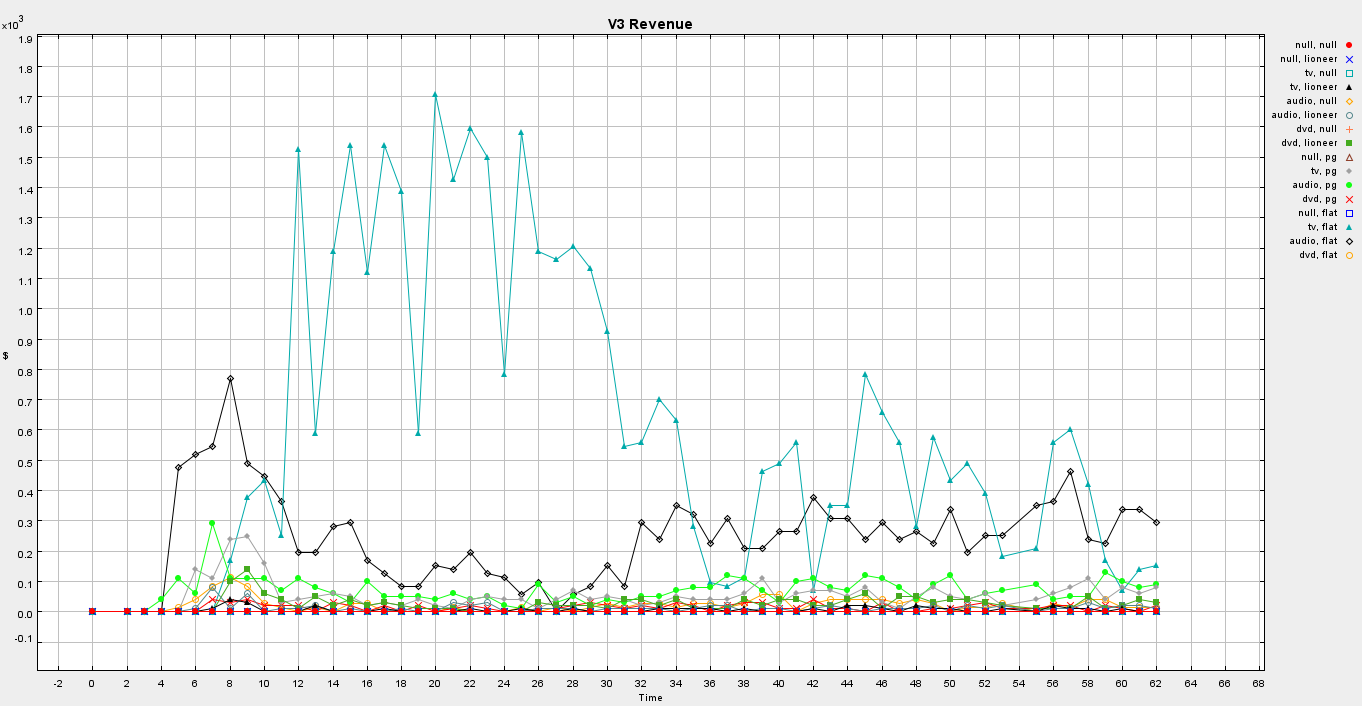 V3 Revenue
x10^3
1.9
1.8
1.7
1.6
1.5
1.4
1.3
1.2
1.1
1.0
0.9
0.8
0.7
0.6
0.5
0.4
0.3
0.2
0.1
0.0
-0.1
$
-2 0 2 4 6 8 10 12 14 16 18 20 22 24 26 28 30 32 34 36 38 40 42 44 46 48 50 52 54 56 58 60 62 64 66 68
Time
null, null
null, lioneer
tv, null
tv, lioneer
audio, null
audio, lioneer
dvd, null
dvd, lioneer
null, pg
tv, pg
audio, pg
dvd, pg
null, flat
tv, flat
audio, flat
dvd, flat